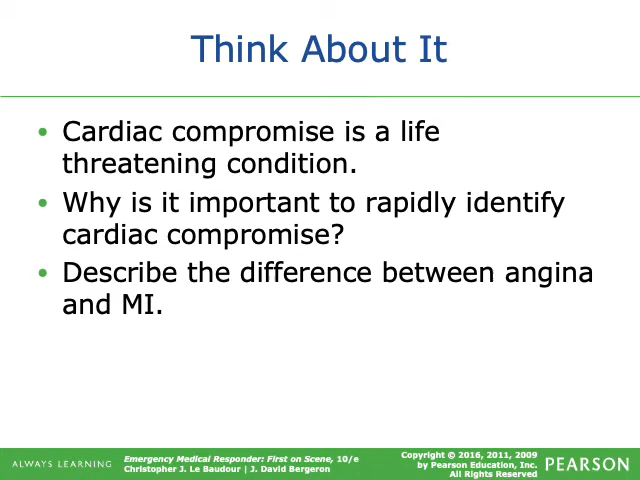 Think About It
• Cardiac compromise is a life
threatening condition.
• Why is it important to rapidly identify
cardiac compromise?
• Describe the difference between angina
and MI.
ALWAYS LEARNING
Emergency Medical Responder: First on Scene, 10/e
Christopher J. Le Baudour | J. David Bergeron
Copyright © 2016, 2011, 2009
by Pearson Education, Inc.
All Rights Reserved
PEARSON